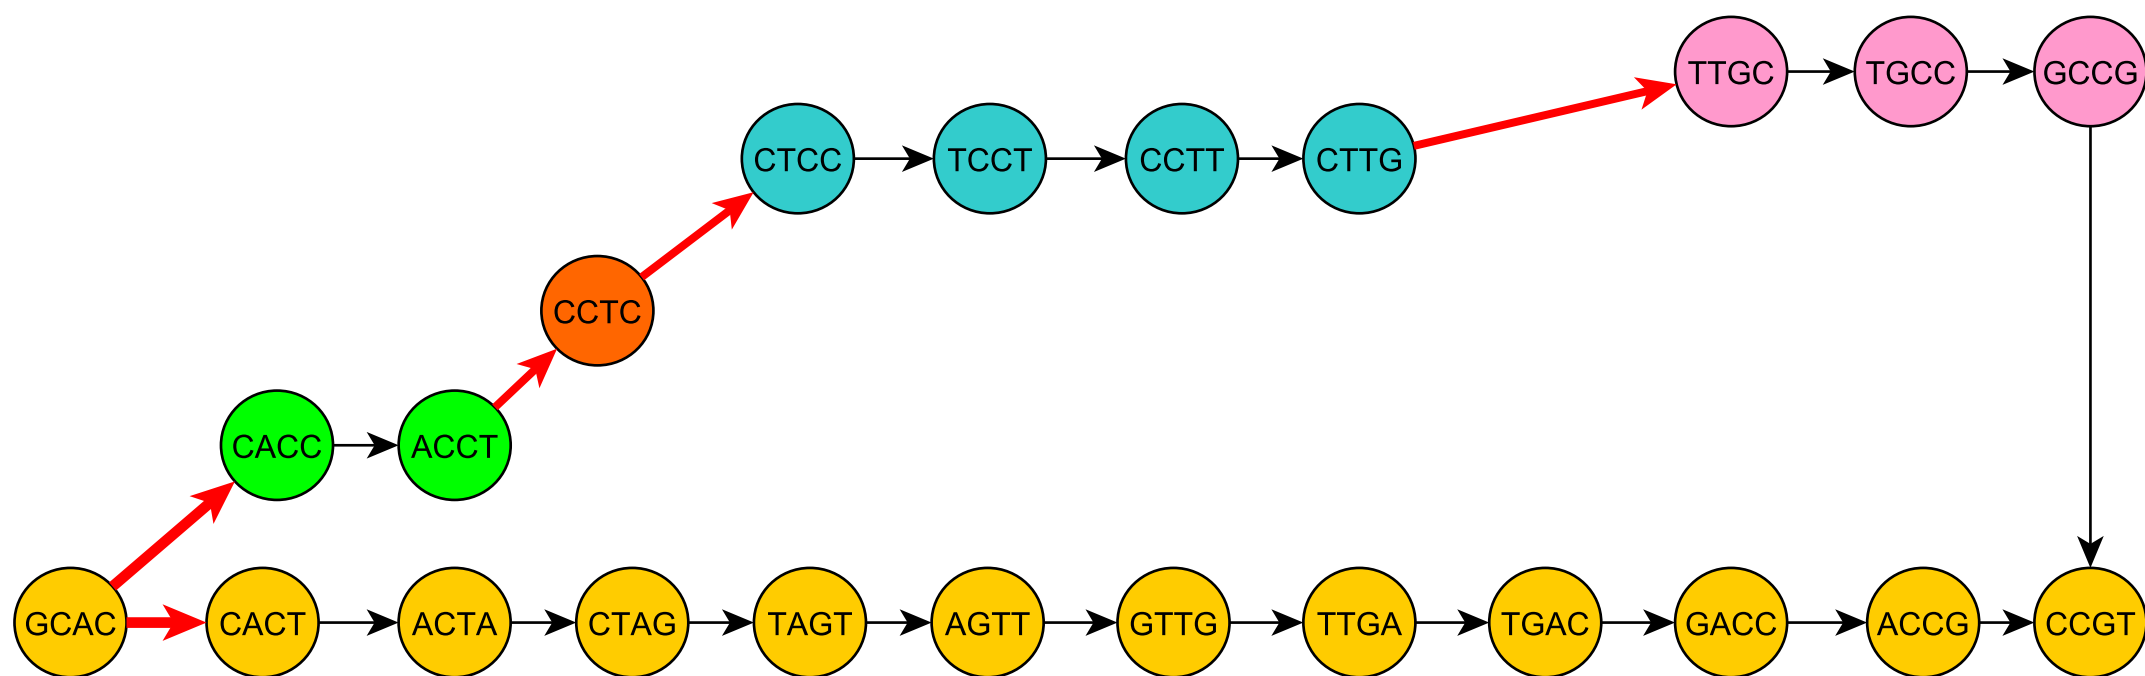 TTGC TGCC GCCG
CTCC TCCT CCTT CTTG
CCTC
CACC ACCT
GCAC CACT ACTA CTAG TAGT AGTT GTTG TTGA TGAC GACC ACCG CCGT